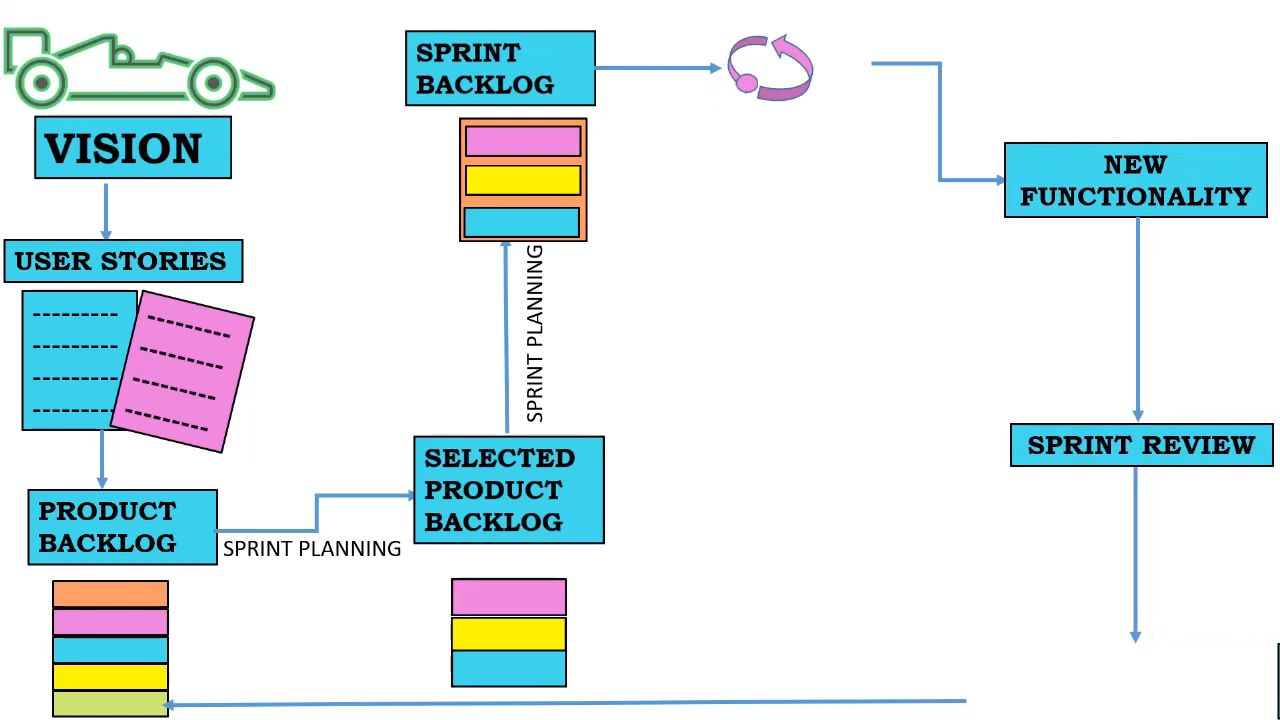 VISION
USER STORIES
PRODUCT
BACKLOG
SPRINT PLANNING
SELECTED
PRODUCT
BACKLOG
SPRINT PLANNING
SPRINT
BACKLOG
NEW
FUNCTIONALITY
SPRINT REVIEW